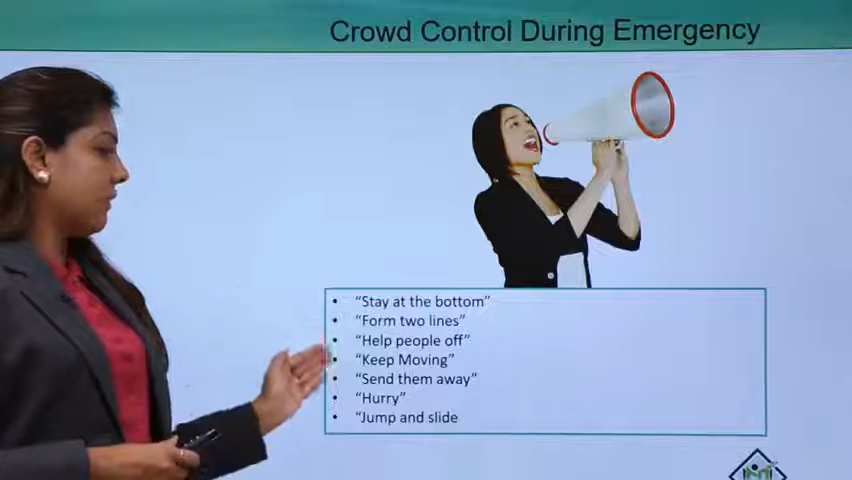 Crowd Control During Emergency
• “Stay at the bottom”
• “Form two lines”
• “Help people off”
• “Keep Moving”
• “Send them away”
• “Hurry”
• “Jump and slide